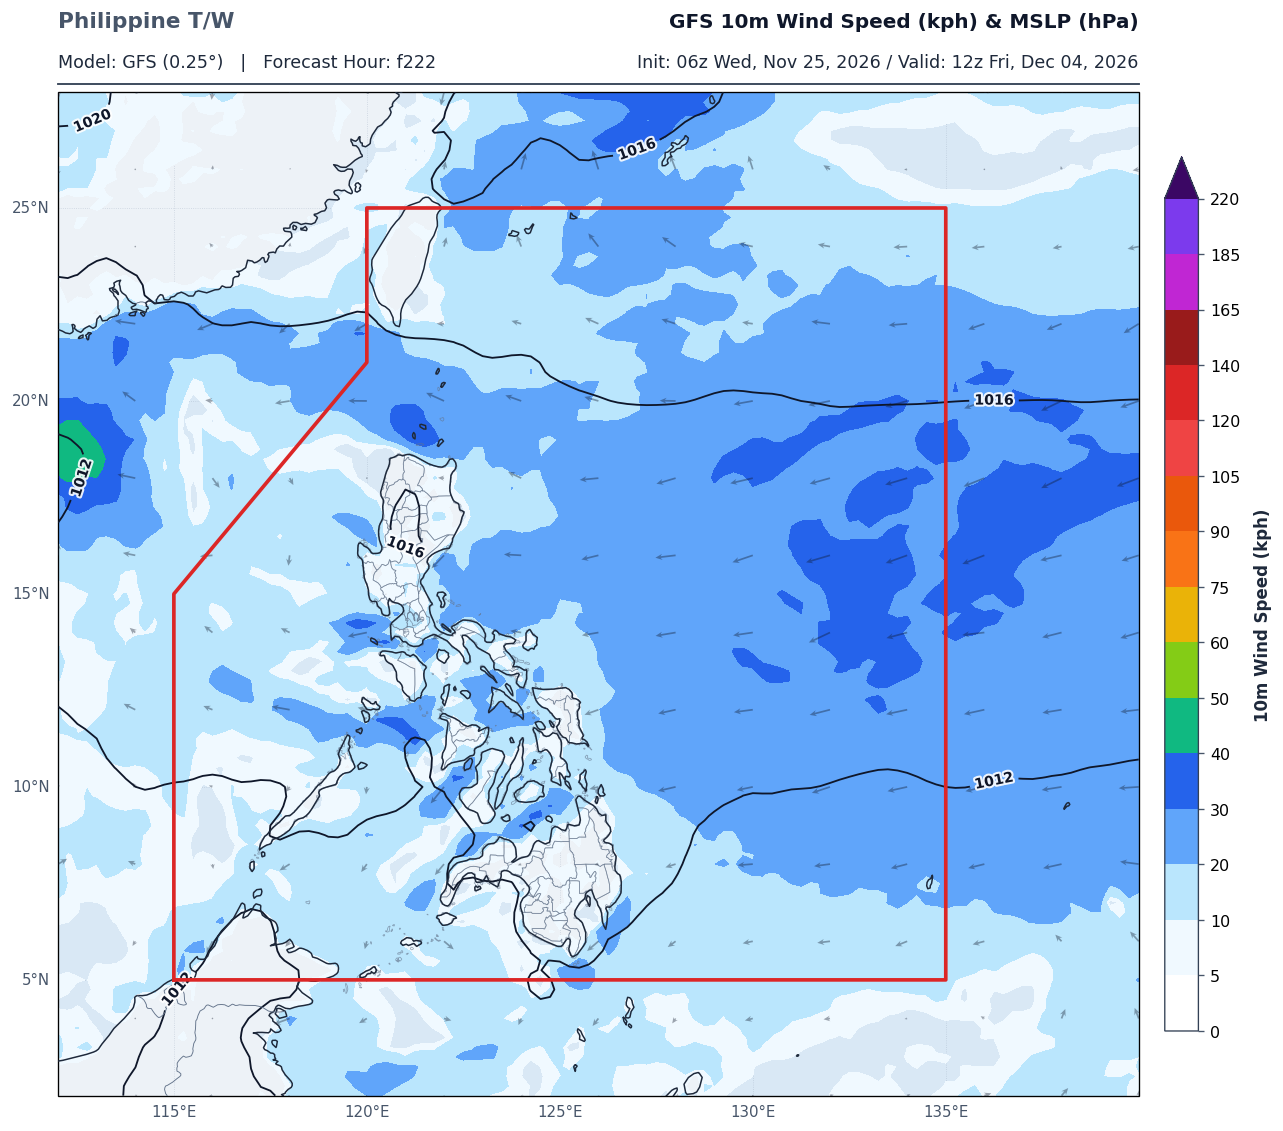 Philippine T/W
GFS 10m Wind Speed (kph) & MSLP (hPa)
Model: GFS (0.25°) | Forecast Hour: f222
Init: 06z Wed, Nov 25, 2026 / Valid: 12z Fri, Dec 04, 2026
1020
1016
1016
1012
1016
1012
1012
25°N
20°N
15°N
10°N
5°N
115°E
120°E
125°E
130°E
135°E
220
185
165
140
120
105
90
75
60
50
40
30
20
10
5
0
10m Wind Speed (kph)